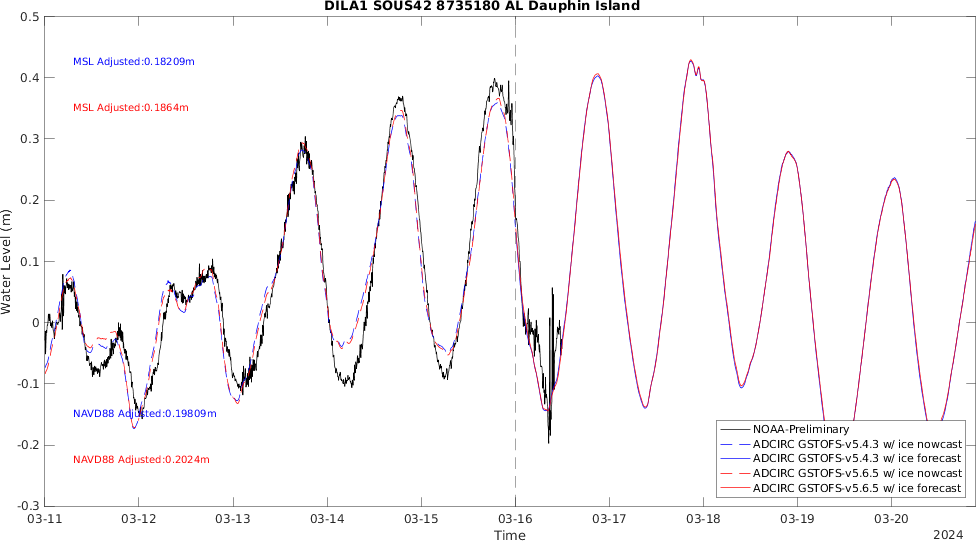 DILA1 SOUS42 8735180 AL Dauphin Island
0.5
0.4
0.3
0.2
0.1
0
-0.1
-0.2
-0.3
Water Level (m)
MSL Adjusted:0.18209m
MSL Adjusted:0.1864m
NAVD88 Adjusted:0.19809m
NAVD88 Adjusted:0.2024m
NOAA-Preliminary
ADCIRC GSTOFS-v5.4.3 w/ ice nowcast
ADCIRC GSTOFS-v5.4.3 w/ ice forecast
ADCIRC GSTOFS-v5.6.5 w/ ice nowcast
ADCIRC GSTOFS-v5.6.5 w/ ice forecast
03-11 03-12 03-13 03-14 03-15 03-16 03-17 03-18 03-19 03-20
Time
2024